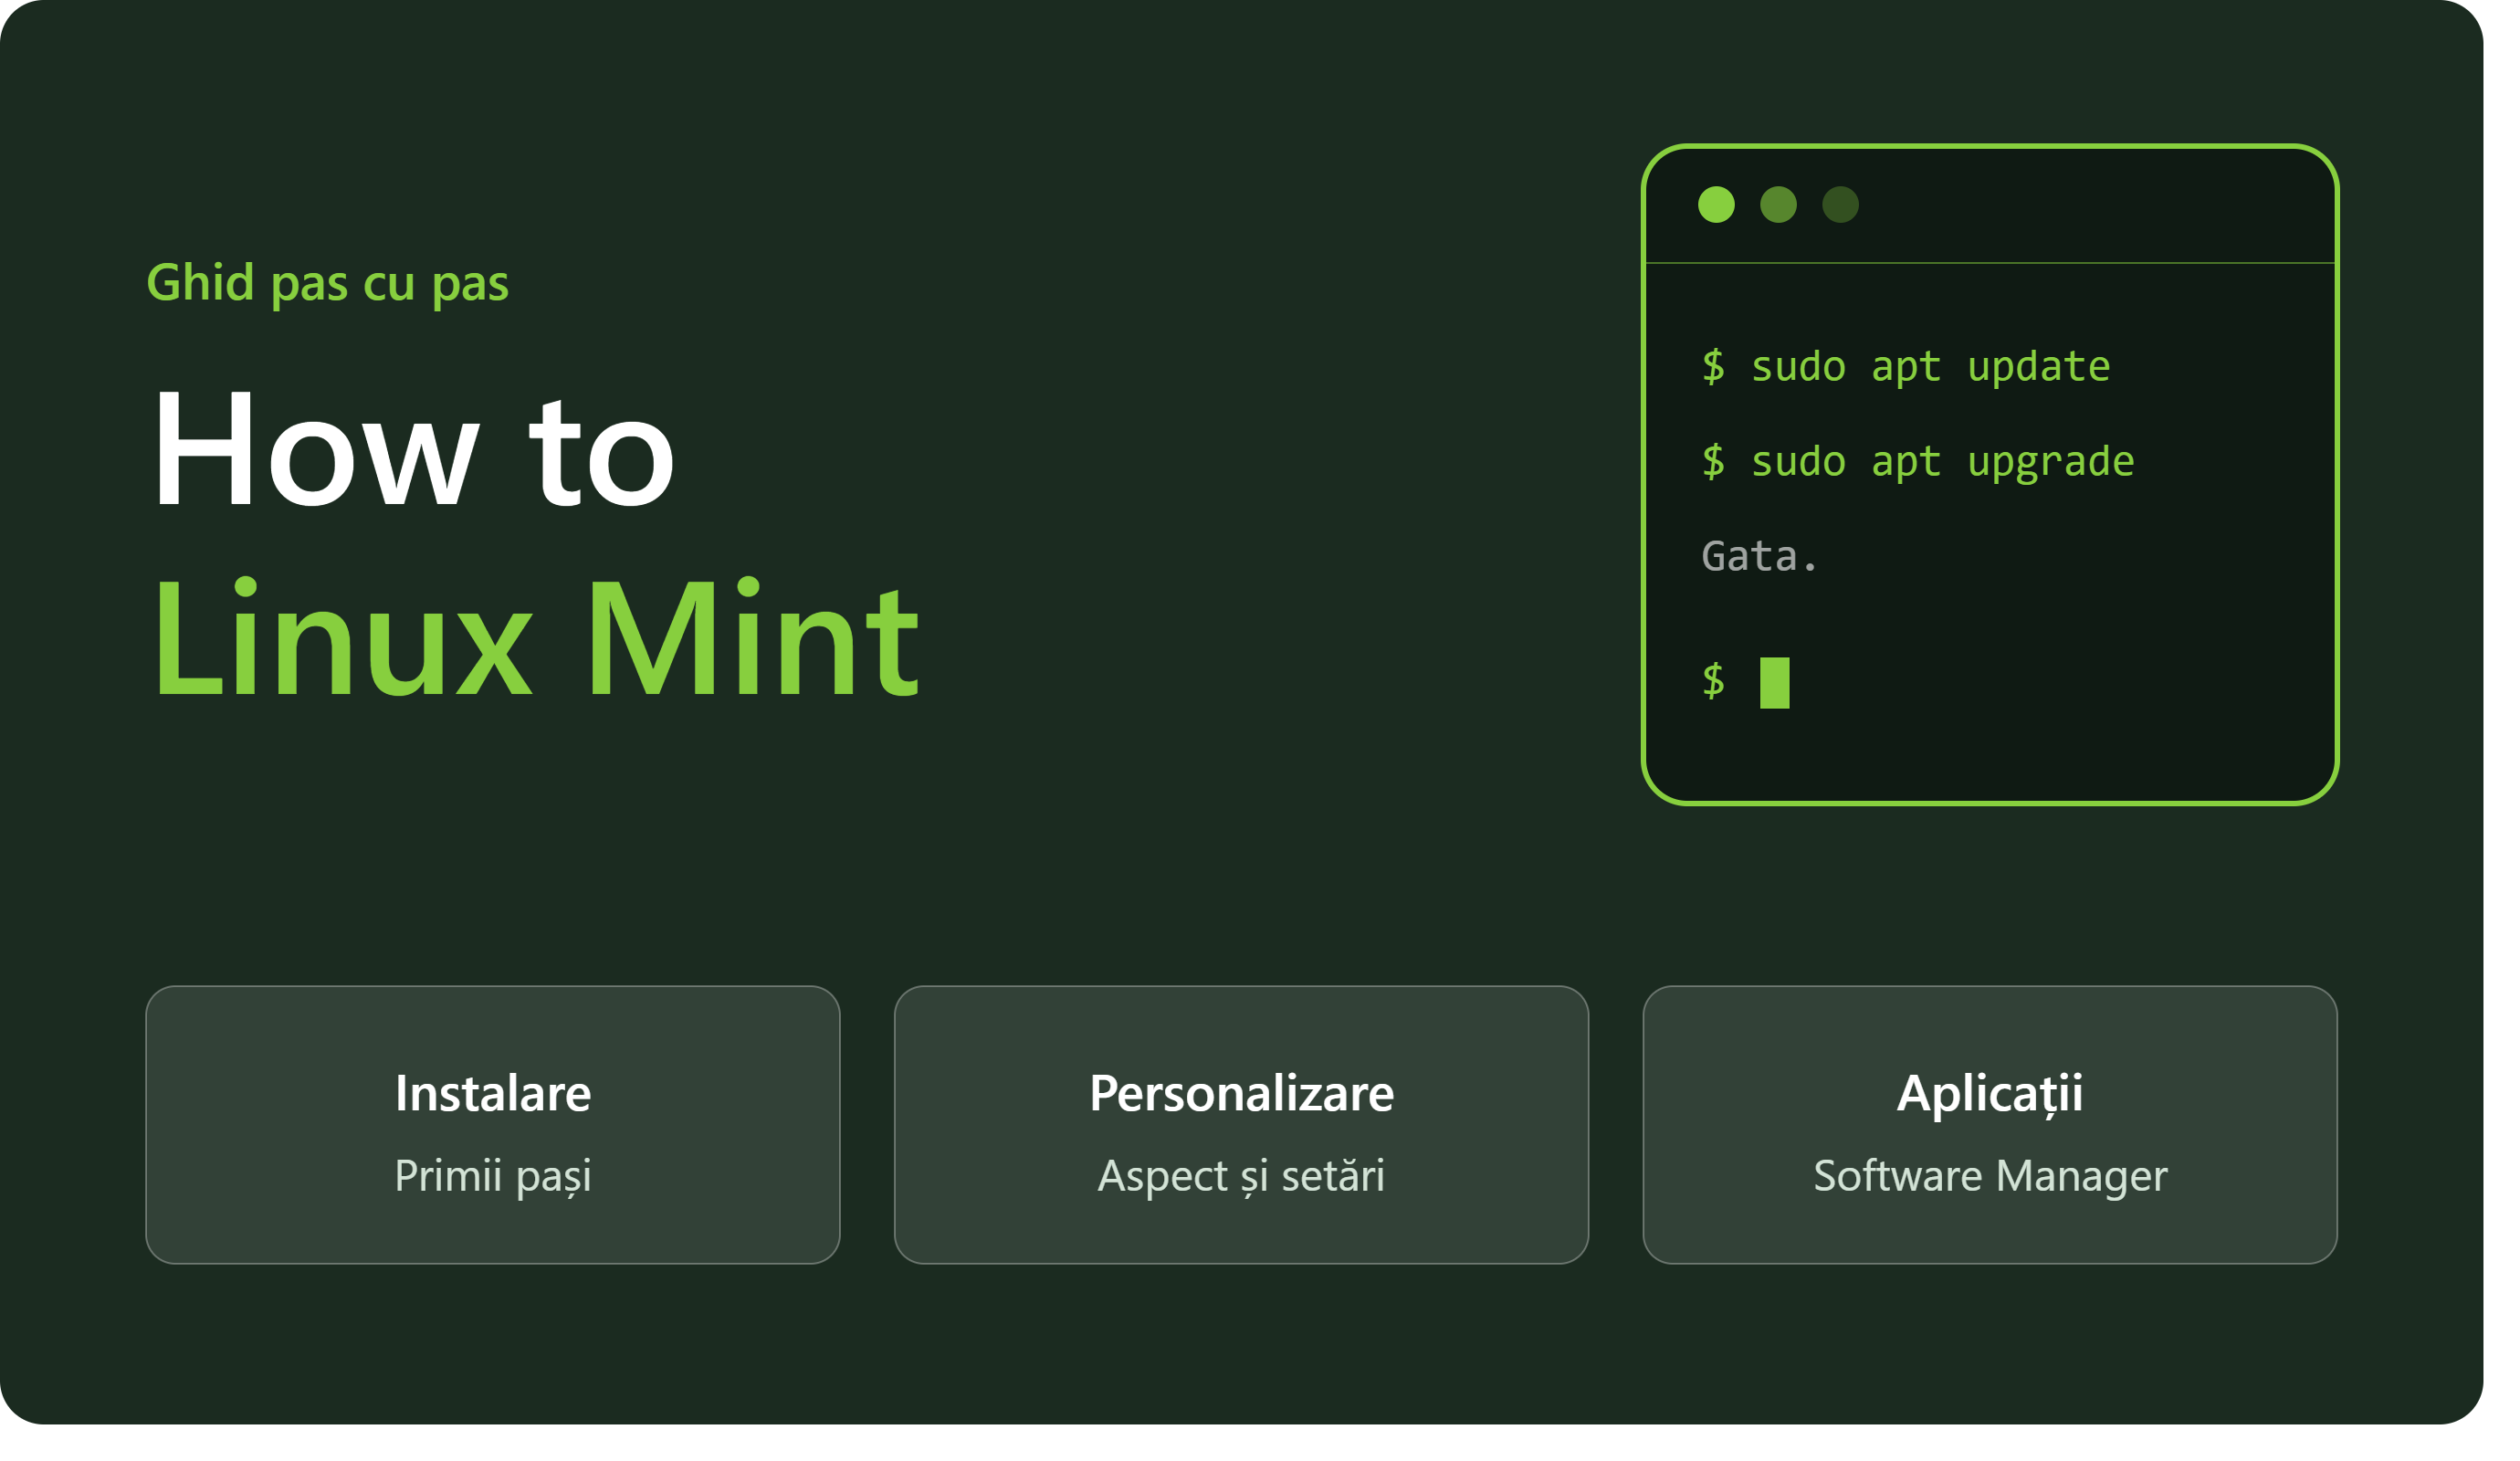 Ghid pas cu pas
How to
Linux Mint
$ sudo apt update
$ sudo apt upgrade
Gata.
$
Instalare
Primii pași
Personalizare
Aspect și setări
Aplicații
Software Manager